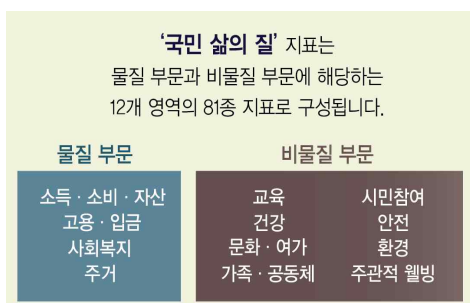 ‘국민 삶의 질’ 지표는
물질 부문과 비물질 부문에 해당하는
12개 영역의 81종 지표로 구성됩니다.
물질 부문
소득 · 소비 · 자산
고용 · 입금
사회복지
주거
비물질 부문
교육 시민참여
건강 안전
문화 · 여가 환경
가족 · 공동체 주관적 웰빙